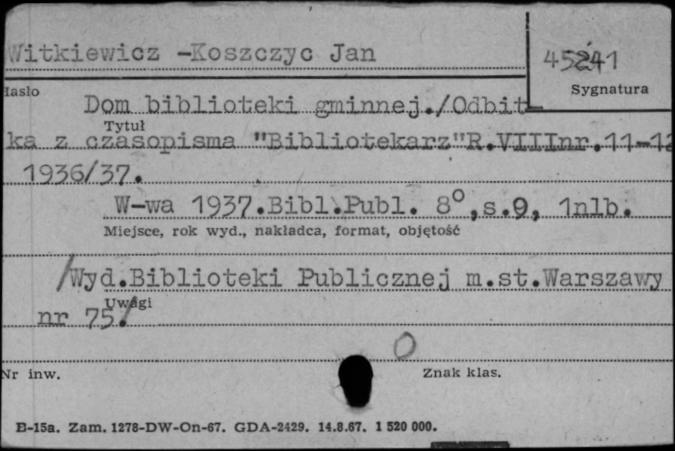 Witkiewicz -Koszczyc Jan
45241
Hasło
Sygnatura
Dom biblioteki gminnej./Odbit
Tytuł
ka z czasopisma "Bibliotekarz"R.VIIInr.11-12
1936/37.
W-wa 1937.Bibl.Publ. 8°,s.9, 1nlb.
Miejsce, rok wyd., nakładca, format, objętość
/Wyd.Biblioteki Publicznej m.st.Warszawy
Uwagi
nr 75/
O
Nr inw.
Znak klas.
B-15a. Zam. 1278-DW-On-67. GDA-2429. 14.8.67. 1 520 000.